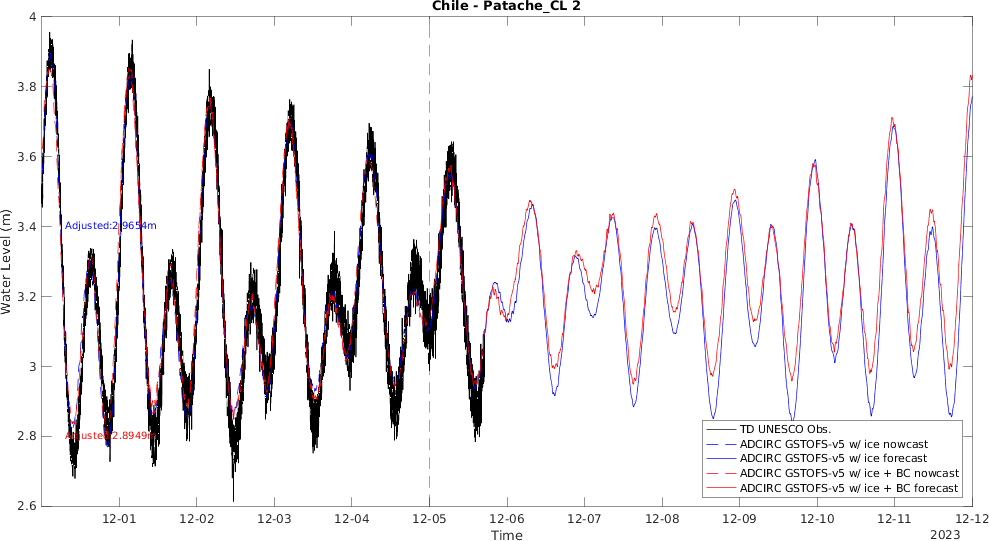 Chile - Patache_CL 2
4
3.8
3.6
3.4
3.2
3
2.8
2.6
Water Level (m)
Adjusted:2.9654m
Adjusted:2.8949m
TD UNESCO Obs.
ADCIRC GSTOFS-v5 w/ ice nowcast
ADCIRC GSTOFS-v5 w/ ice forecast
ADCIRC GSTOFS-v5 w/ ice + BC nowcast
ADCIRC GSTOFS-v5 w/ ice + BC forecast
12-01 12-02 12-03 12-04 12-05 12-06 12-07 12-08 12-09 12-10 12-11 12-12
Time
2023